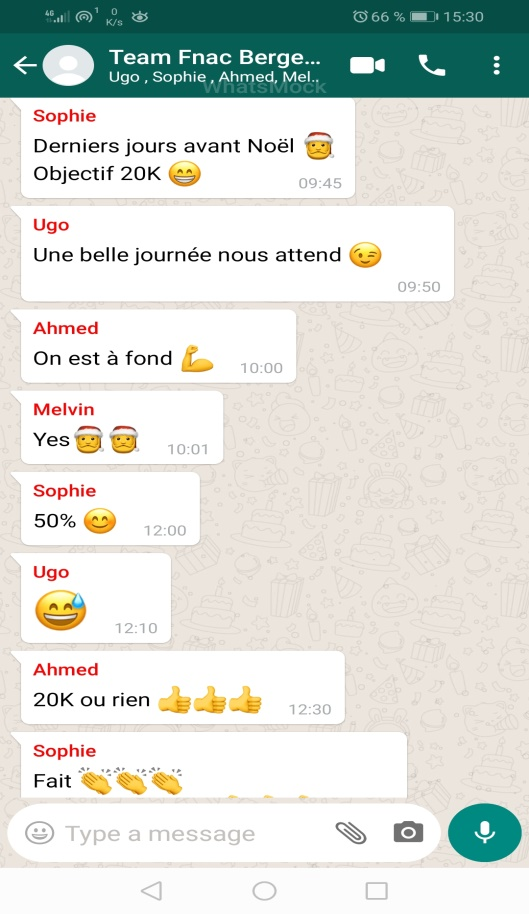 4G 1 0 K/s 66 % 15:30
Team Fnac Berge...
Ugo , Sophie , Ahmed, Mel..
WhatsMock
Sophie
Derniers jours avant Noël 🎅
Objectif 20K 😁
09:45
Ugo
Une belle journée nous attend 😉
09:50
Ahmed
On est à fond 💪
10:00
Melvin
Yes 🎅 🎅
10:01
Sophie
50% 😊
12:00
Ugo
😅
12:10
Ahmed
20K ou rien 👍👍👍
12:30
Sophie
Fait 👏👏👏
Type a message